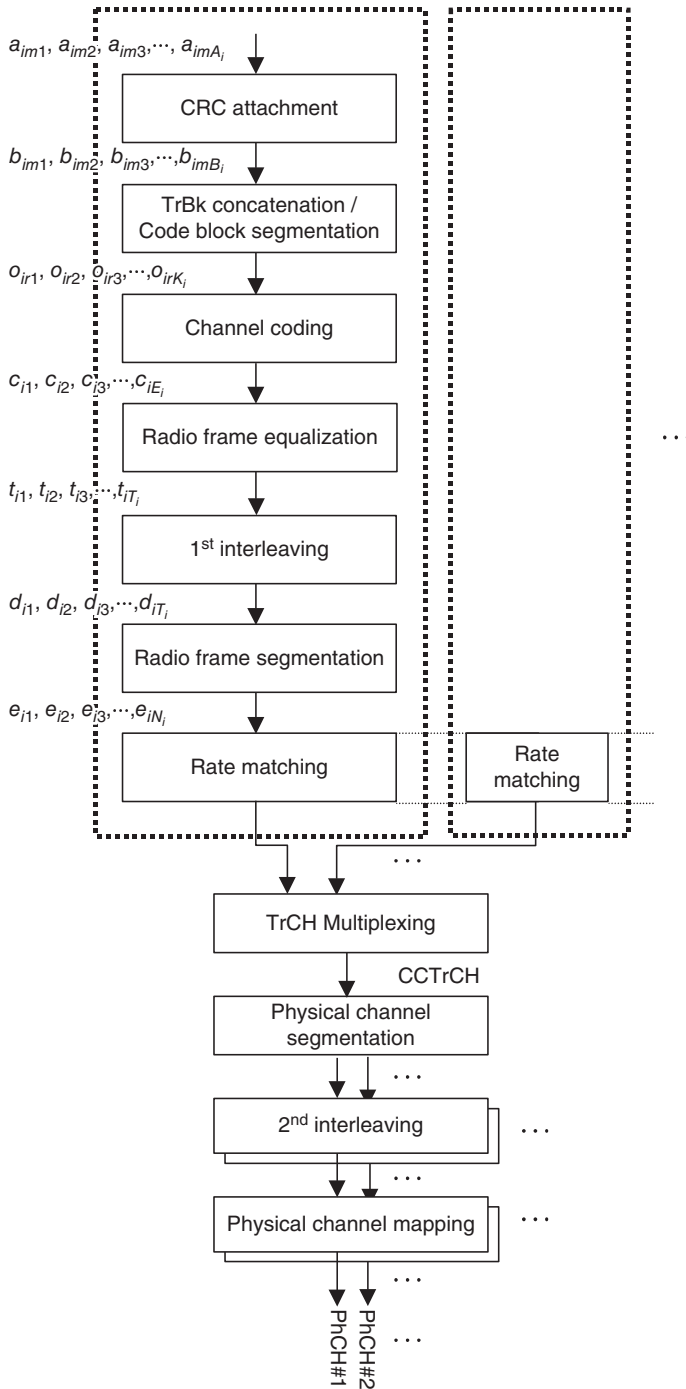 a_im1, a_im2, a_im3,···, a_imA_i
CRC attachment
b_im1, b_im2, b_im3,···,b_imB_i
TrBk concatenation /
Code block segmentation
o_ir1, o_ir2, o_ir3,···,o_irK_i
Channel coding
c_i1, c_i2, c_i3,···,c_iE_i
Radio frame equalization
···
t_i1, t_i2, t_i3,···,t_iT_i
1st interleaving
d_i1, d_i2, d_i3,···,d_iT_i
Radio frame segmentation
e_i1, e_i2, e_i3,···,e_iN_i
Rate matching
Rate
matching
···
TrCH Multiplexing
CCTrCH
Physical channel
segmentation
···
2nd interleaving
···
···
Physical channel mapping
···
···
PhCH#1
PhCH#2
···